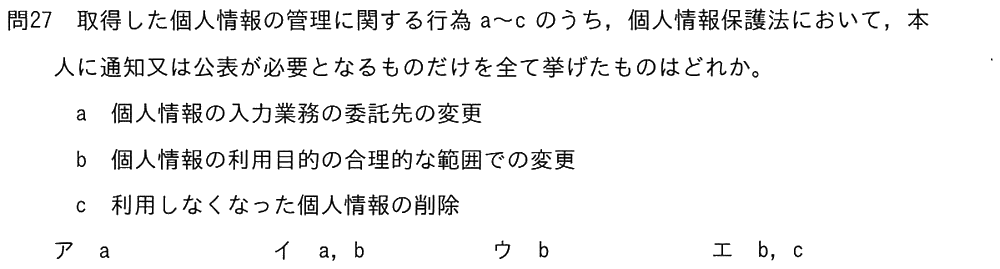 問27 取得した個人情報の管理に関する行為 a～c のうち，個人情報保護法において，本
人に通知又は公表が必要となるものだけを全て挙げたものはどれか。
a 個人情報の入力業務の委託先の変更
b 個人情報の利用目的の合理的な範囲での変更
c 利用しなくなった個人情報の削除
ア a イ a，b ウ b エ b，c